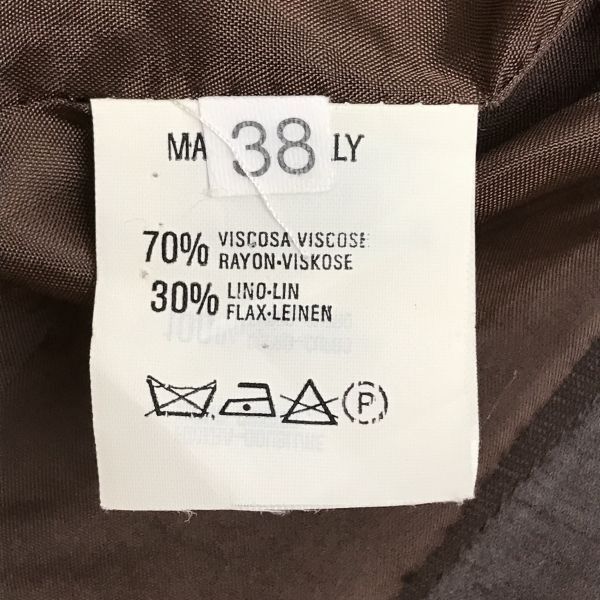 MA 38 LY
70% VISCOSA VISCOSE
RAYON-VISKOSE
30% LINO-LIN
FLAX-LEINEN
P